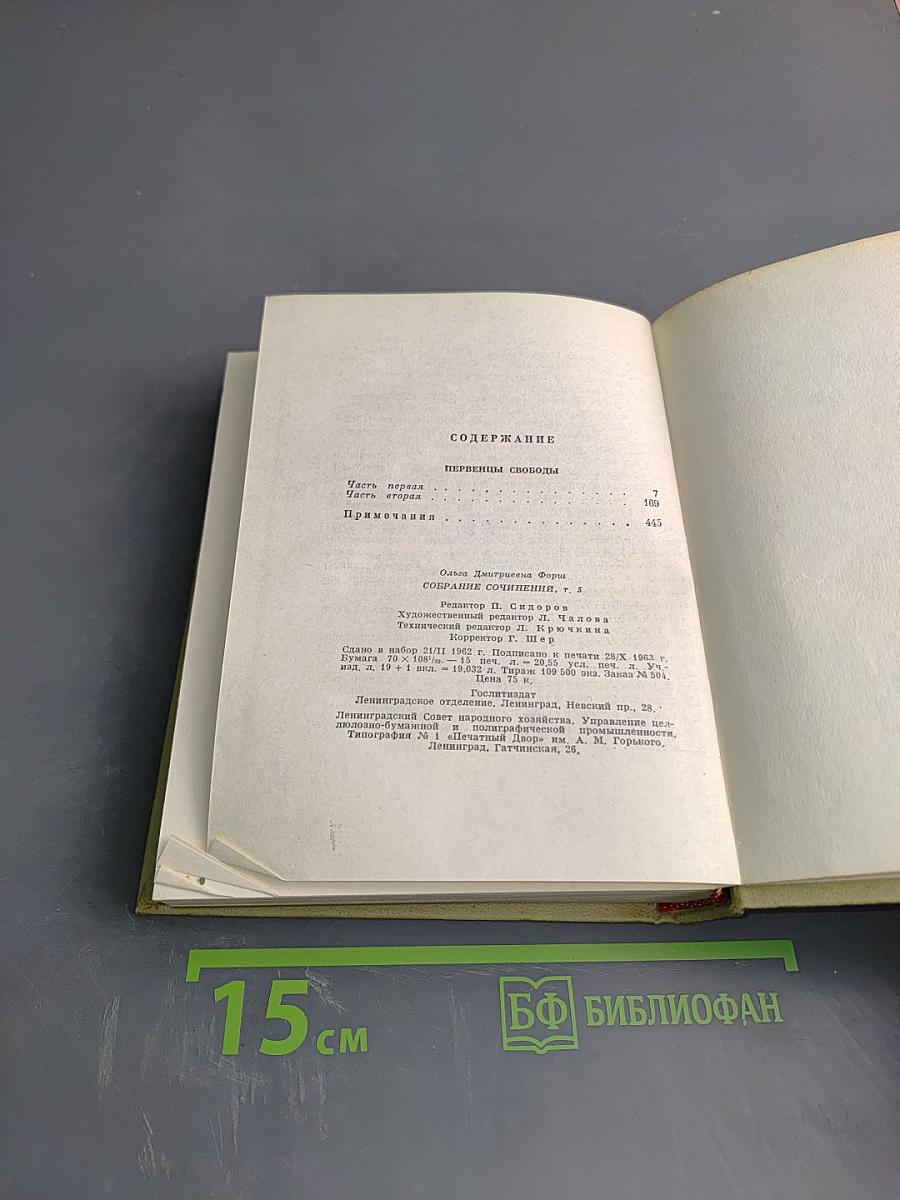 СОДЕРЖАНИЕ
ПЕРВЕНЦЫ СВОБОДЫ
Часть первая . . . . . . . . . . . . . . . 7
Часть вторая . . . . . . . . . . . . . . . 169
Примечания . . . . . . . . . . . . . . 445
Ольга Дмитриевна Форш
СОБРАНИЕ СОЧИНЕНИЯ, т. 5
Редактор П. Сидоров
Художественный редактор Л. Чалова
Технический редактор Л. Крючкина
Корректор Г. Шер
Сдано в набор 21/II 1962 г. Подписано к печати 28/X 1963 г.
Бумага 70 × 108¹/₃₂. — 15 печ. л. = 20,55 усл. печ. л. Уч.-
изд. л. 19 + 1 вкл. = 19,032 л. Тираж 109 500 экз. Заказ № 504.
Цена 75 к.
Гослитиздат
Ленинградское отделение. Ленинград, Невский пр., 28.
Ленинградский Совет народного хозяйства. Управление цел-
люлозно-бумажной и полиграфической промышленности.
Типография № 1 «Печатный Двор» им. А. М. Горького.
Ленинград, Гатчинская, 26.
15 см
БФ БИБЛИОФАН